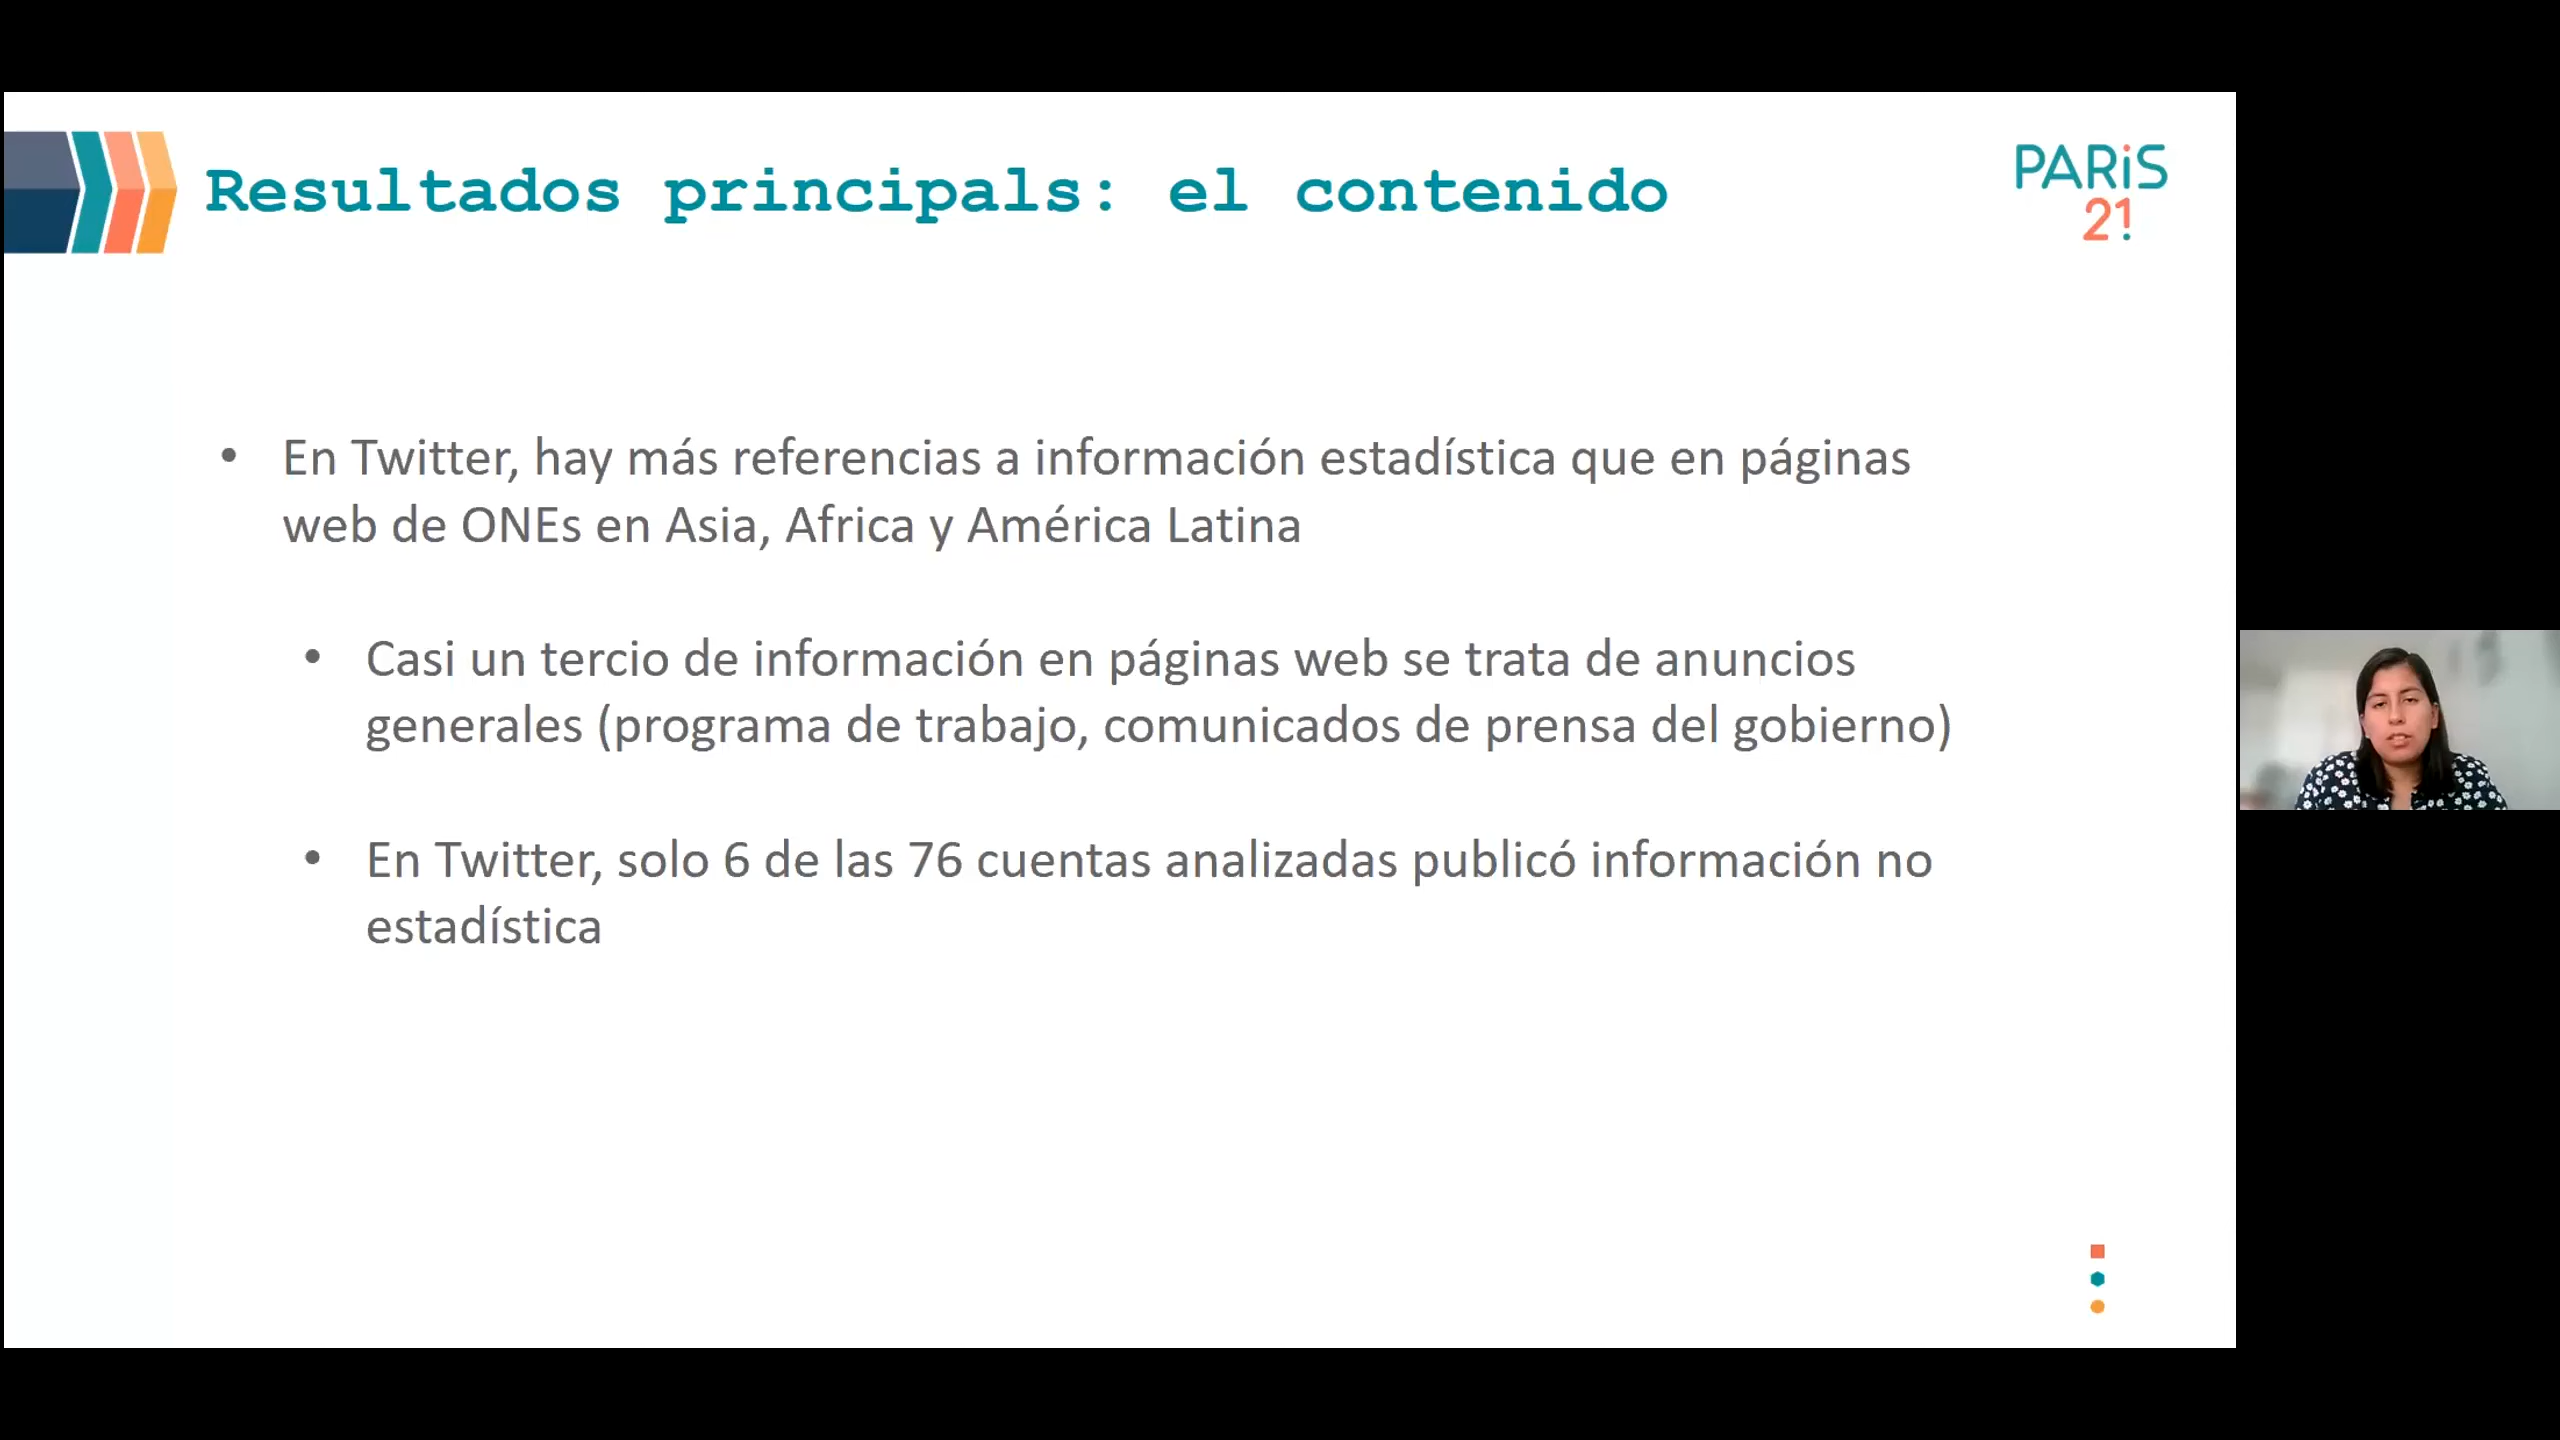 Resultados principals: el contenido
PARiS
21
• En Twitter, hay más referencias a información estadística que en páginas
web de ONEs en Asia, Africa y América Latina
• Casi un tercio de información en páginas web se trata de anuncios
generales (programa de trabajo, comunicados de prensa del gobierno)
• En Twitter, solo 6 de las 76 cuentas analizadas publicó información no
estadística